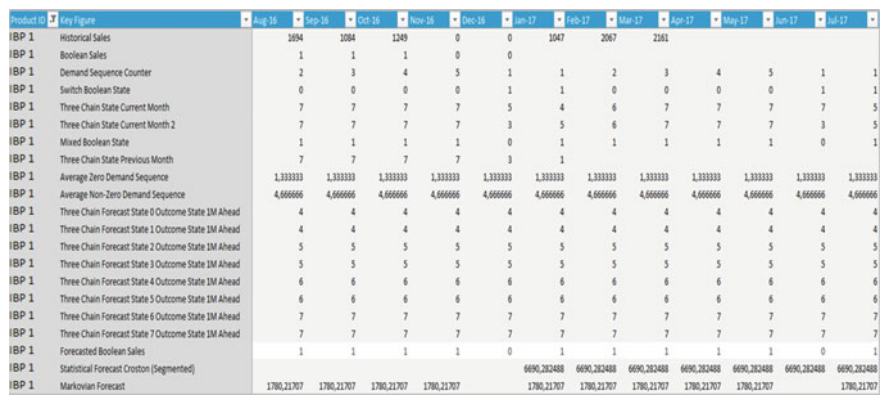 Product ID Key Figure Aug-16 Sep-16 Oct-16 Nov-16 Dec-16 Jan-17 Feb-17 Mar-17 Apr-17 May-17 Jun-17 Jul-17
IBP 1 Historical Sales 1694 1084 1249 0 0 1047 2067 2161
IBP 1 Boolean Sales 1 1 1 0 0
IBP 1 Demand Sequence Counter 2 3 4 5 1 1 2 3 4 5 1 1
IBP 1 Switch Boolean State 0 0 0 0 1 1 0 0 0 0 1 1
IBP 1 Three Chain State Current Month 7 7 7 7 5 4 6 7 7 7 7 5
IBP 1 Three Chain State Current Month 2 7 7 7 7 3 5 6 7 7 7 3 5
IBP 1 Mixed Boolean State 1 1 1 1 0 1 1 1 1 1 0 1
IBP 1 Three Chain State Previous Month 7 7 7 7 3 1
IBP 1 Average Zero Demand Sequence 1,333333 1,333333 1,333333 1,333333 1,333333 1,333333 1,333333 1,333333 1,333333 1,333333 1,333333 1,333333
IBP 1 Average Non-Zero Demand Sequence 4,666666 4,666666 4,666666 4,666666 4,666666 4,666666 4,666666 4,666666 4,666666 4,666666 4,666666 4,666666
IBP 1 Three Chain Forecast State 0 Outcome State 1M Ahead 4 4 4 4 4 4 4 4 4 4 4 4
IBP 1 Three Chain Forecast State 1 Outcome State 1M Ahead 4 4 4 4 4 4 4 4 4 4 4 4
IBP 1 Three Chain Forecast State 2 Outcome State 1M Ahead 5 5 5 5 5 5 5 5 5 5 5 5
IBP 1 Three Chain Forecast State 3 Outcome State 1M Ahead 5 5 5 5 5 5 5 5 5 5 5 5
IBP 1 Three Chain Forecast State 4 Outcome State 1M Ahead 6 6 6 6 6 6 6 6 6 6 6 6
IBP 1 Three Chain Forecast State 5 Outcome State 1M Ahead 6 6 6 6 6 6 6 6 6 6 6 6
IBP 1 Three Chain Forecast State 6 Outcome State 1M Ahead 7 7 7 7 7 7 7 7 7 7 7 7
IBP 1 Three Chain Forecast State 7 Outcome State 1M Ahead 7 7 7 7 7 7 7 7 7 7 7 7
IBP 1 Forecasted Boolean Sales 1 1 1 1 0 1 1 1 1 1 0 1
IBP 1 Statistical Forecast Croston (Segmented) 6690,282488 6690,282488 6690,282488 6690,282488 6690,282488 6690,282488 6690,282488
IBP 1 Markovian Forecast 1780,21707 1780,21707 1780,21707 1780,21707 1780,21707 1780,21707 1780,21707 1780,21707 1780,21707 1780,21707